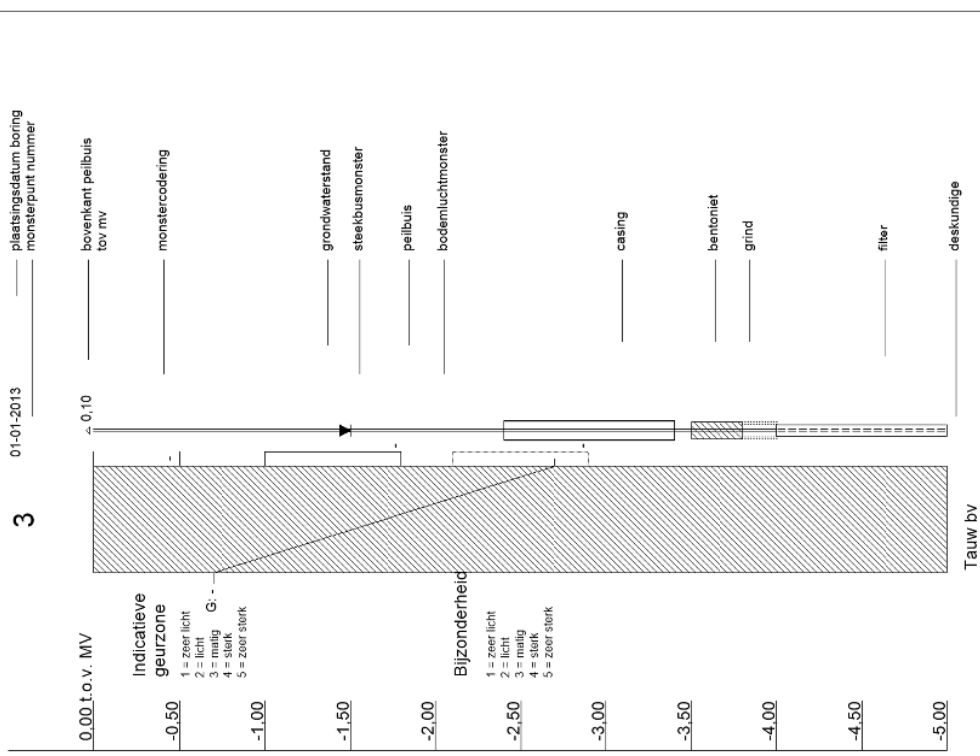 3
01-01-2013
plaatsingsdatum boring
monsterpunt nummer
0,00 t.o.v. MV
0,10
bovenkant peilbuis
tov mv
Indicatieve
geurzone
1 = zeer licht
2 = licht
3 = matig
4 = sterk
5 = zeer sterk
G: -
-
monstercodering
-0,50
-1,00
grondwaterstand
-1,50
steekbusmonster
-
peilbuis
-2,00
bodemluchtmonster
Bijzonderheid
1 = zeer licht
2 = licht
3 = matig
4 = sterk
5 = zeer sterk
-2,50
-
-3,00
casing
-3,50
bentoniet
grind
-4,00
-4,50
filter
-5,00
Tauw bv
deskundige